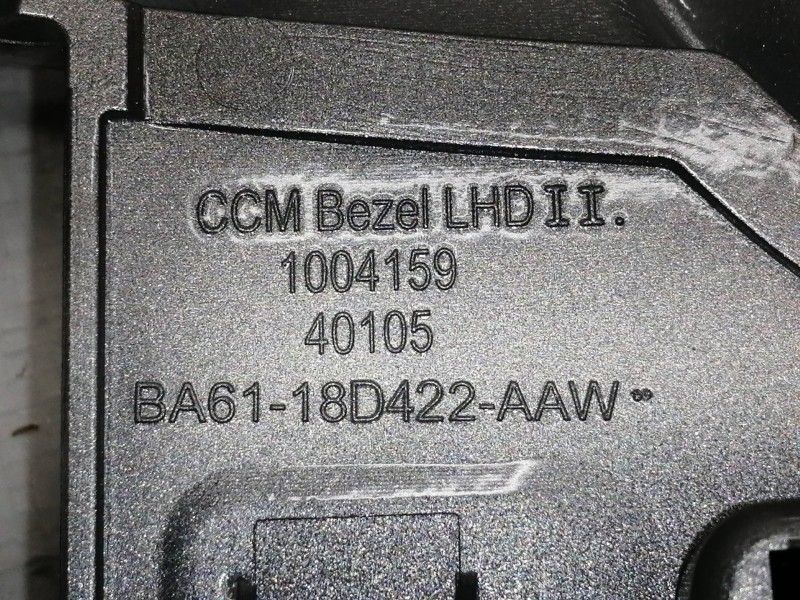 CCM Bezel LHD II.
1004159
40105
BA61-18D422-AAW